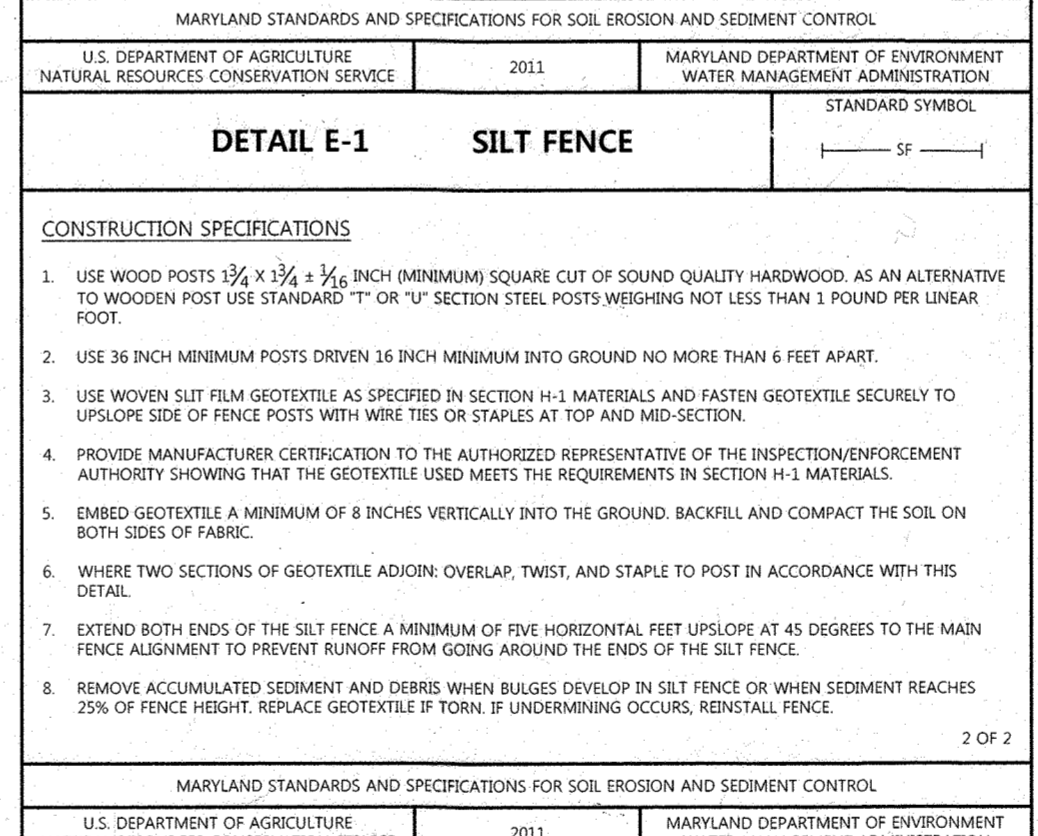 MARYLAND STANDARDS AND SPECIFICATIONS FOR SOIL EROSION AND SEDIMENT CONTROL
U.S. DEPARTMENT OF AGRICULTURE
NATURAL RESOURCES CONSERVATION SERVICE
2011
MARYLAND DEPARTMENT OF ENVIRONMENT
WATER MANAGEMENT ADMINISTRATION
DETAIL E-1 SILT FENCE
STANDARD SYMBOL
SF
CONSTRUCTION SPECIFICATIONS
1. USE WOOD POSTS 1 3/4 X 1 3/4 ± 1/16 INCH (MINIMUM) SQUARE CUT OF SOUND QUALITY HARDWOOD. AS AN ALTERNATIVE
TO WOODEN POST USE STANDARD "T" OR "U" SECTION STEEL POSTS WEIGHING NOT LESS THAN 1 POUND PER LINEAR
FOOT.
2. USE 36 INCH MINIMUM POSTS DRIVEN 16 INCH MINIMUM INTO GROUND NO MORE THAN 6 FEET APART.
3. USE WOVEN SLIT FILM GEOTEXTILE AS SPECIFIED IN SECTION H-1 MATERIALS AND FASTEN GEOTEXTILE SECURELY TO
UPSLOPE SIDE OF FENCE POSTS WITH WIRE TIES OR STAPLES AT TOP AND MID-SECTION.
4. PROVIDE MANUFACTURER CERTIFICATION TO THE AUTHORIZED REPRESENTATIVE OF THE INSPECTION/ENFORCEMENT
AUTHORITY SHOWING THAT THE GEOTEXTILE USED MEETS THE REQUIREMENTS IN SECTION H-1 MATERIALS.
5. EMBED GEOTEXTILE A MINIMUM OF 8 INCHES VERTICALLY INTO THE GROUND. BACKFILL AND COMPACT THE SOIL ON
BOTH SIDES OF FABRIC.
6. WHERE TWO SECTIONS OF GEOTEXTILE ADJOIN: OVERLAP, TWIST, AND STAPLE TO POST IN ACCORDANCE WITH THIS
DETAIL.
7. EXTEND BOTH ENDS OF THE SILT FENCE A MINIMUM OF FIVE HORIZONTAL FEET UPSLOPE AT 45 DEGREES TO THE MAIN
FENCE ALIGNMENT TO PREVENT RUNOFF FROM GOING AROUND THE ENDS OF THE SILT FENCE.
8. REMOVE ACCUMULATED SEDIMENT AND DEBRIS WHEN BULGES DEVELOP IN SILT FENCE OR WHEN SEDIMENT REACHES
25% OF FENCE HEIGHT. REPLACE GEOTEXTILE IF TORN. IF UNDERMINING OCCURS, REINSTALL FENCE.
2 OF 2
MARYLAND STANDARDS AND SPECIFICATIONS FOR SOIL EROSION AND SEDIMENT CONTROL
U.S. DEPARTMENT OF AGRICULTURE
2011
MARYLAND DEPARTMENT OF ENVIRONMENT